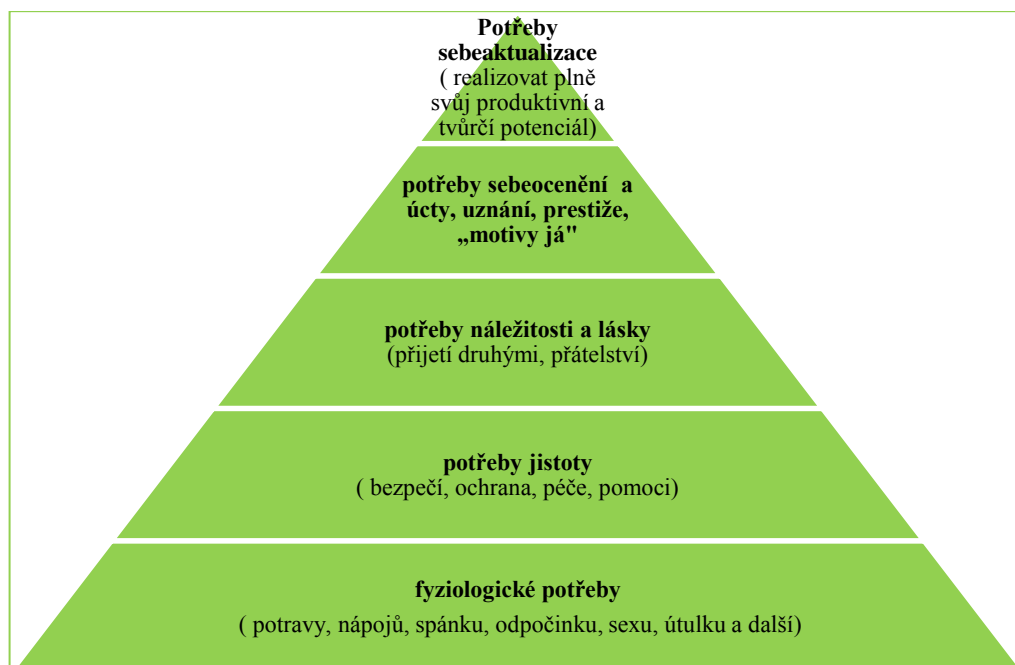 Potřeby
sebeaktualizace
( realizovat plně
svůj produktivní a
tvůrčí potenciál)
potřeby sebeocenění  a
úcty, uznání, prestiže,
„motivy já"
potřeby náležitosti a lásky
(přijetí druhými, přátelství)
potřeby jistoty
( bezpečí, ochrana, péče, pomoci)
fyziologické potřeby
( potravy, nápojů, spánku, odpočinku, sexu, útulku a další)